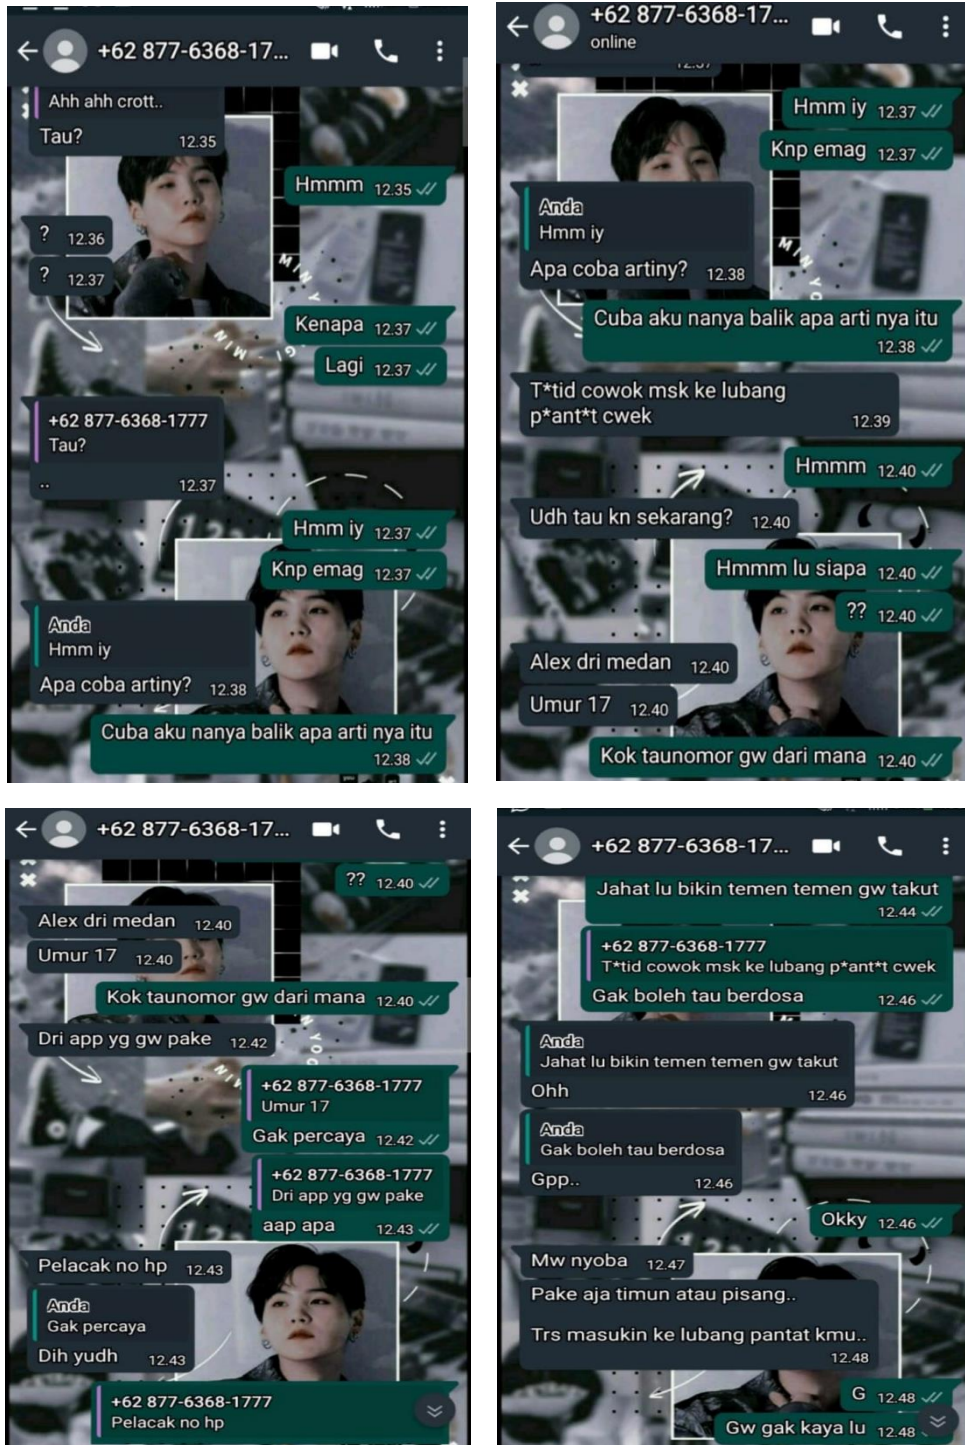 +62 877-6368-17...
Ahh ahh crott..
Tau?
12.35
Hmmm 12.35
? 12.36
? 12.37
Kenapa 12.37
Lagi 12.37
+62 877-6368-1777
Tau?
.. 12.37
Hmm iy 12.37
Knp emag 12.37
Anda
Hmm iy
Apa coba artiny? 12.38
Cuba aku nanya balik apa arti nya itu
12.38
+62 877-6368-17...
online
12.37
Hmm iy 12.37
Knp emag 12.37
Anda
Hmm iy
Apa coba artiny? 12.38
Cuba aku nanya balik apa arti nya itu
12.38
T*tid cowok msk ke lubang
p*ant*t cwek 12.39
Hmmm 12.40
Udh tau kn sekarang? 12.40
Hmmm lu siapa 12.40
?? 12.40
Alex dri medan 12.40
Umur 17 12.40
Kok taunomor gw dari mana 12.40
+62 877-6368-17...
?? 12.40
Alex dri medan 12.40
Umur 17 12.40
Kok taunomor gw dari mana 12.40
Dri app yg gw pake 12.42
+62 877-6368-1777
Umur 17
Gak percaya 12.42
+62 877-6368-1777
Dri app yg gw pake
aap apa 12.43
Pelacak no hp 12.43
Anda
Gak percaya
Dih yudh 12.43
+62 877-6368-1777
Pelacak no hp
+62 877-6368-17...
Jahat lu bikin temen temen gw takut
12.44
+62 877-6368-1777
T*tid cowok msk ke lubang p*ant*t cwek
Gak boleh tau berdosa 12.46
Anda
Jahat lu bikin temen temen gw takut
Ohh 12.46
Anda
Gak boleh tau berdosa
Gpp.. 12.46
Okky 12.46
Mw nyoba 12.47
Pake aja timun atau pisang..
Trs masukin ke lubang pantat kmu..
12.48
G 12.48
Gw gak kaya lu 12.48